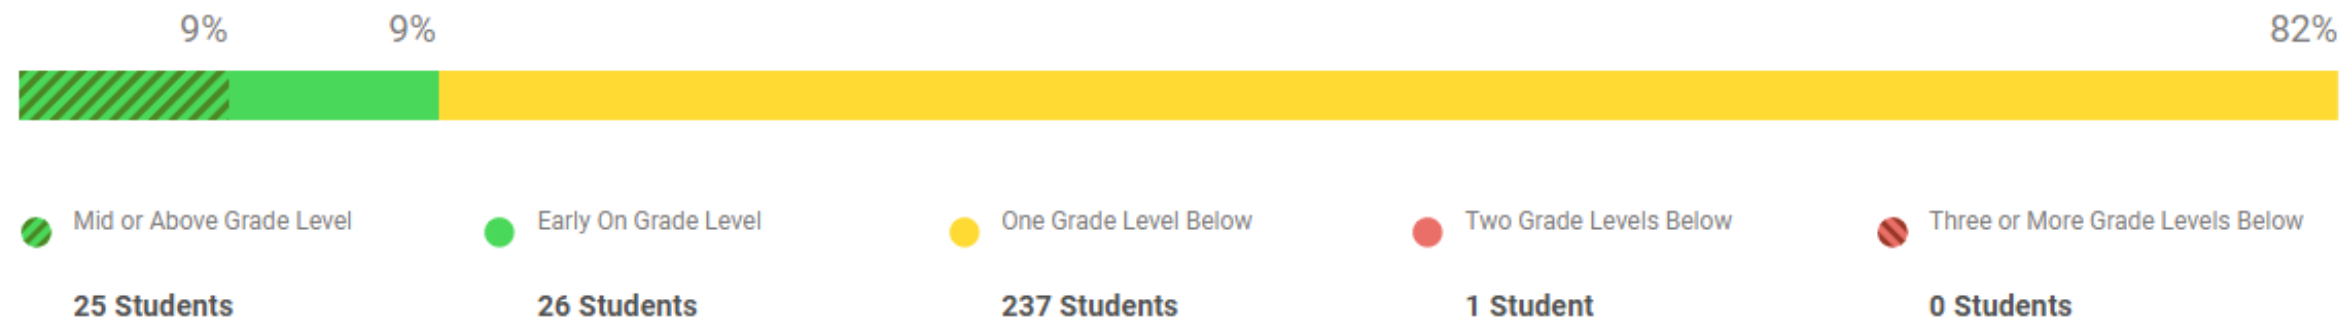 9% 9% 82%
Mid or Above Grade Level Early On Grade Level One Grade Level Below Two Grade Levels Below Three or More Grade Levels Below
25 Students 26 Students 237 Students 1 Student 0 Students